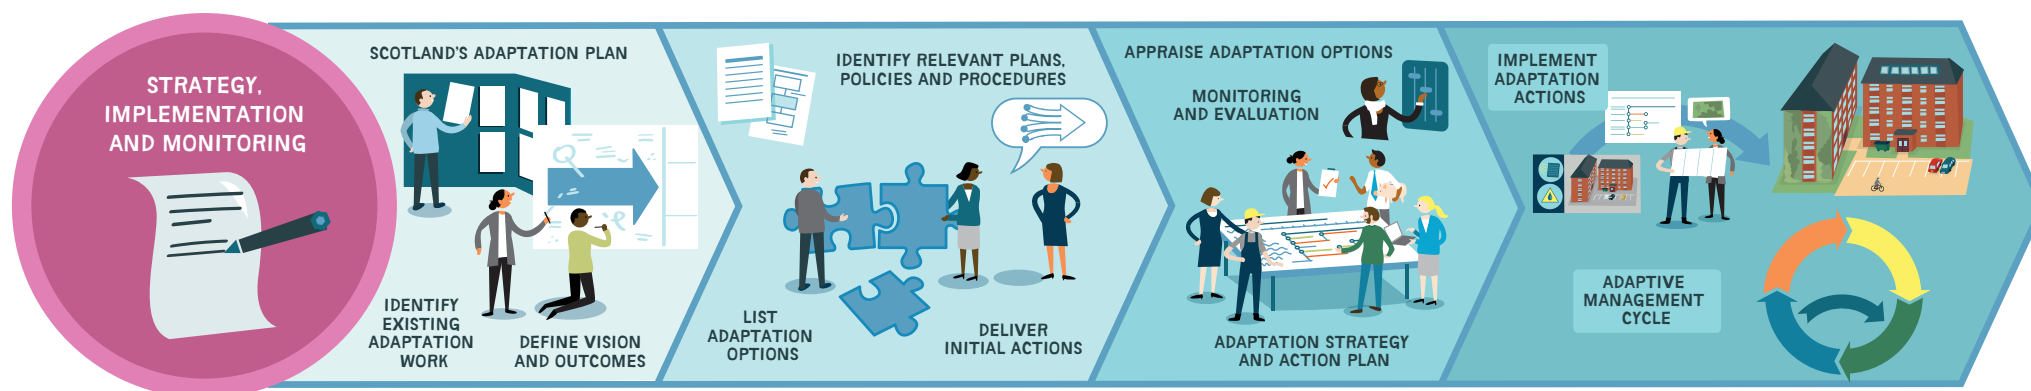 STRATEGY,
IMPLEMENTATION
AND MONITORING
SCOTLAND'S ADAPTATION PLAN
IDENTIFY
EXISTING
ADAPTATION
WORK
DEFINE VISION
AND OUTCOMES
IDENTIFY RELEVANT PLANS,
POLICIES AND PROCEDURES
LIST
ADAPTATION
OPTIONS
DELIVER
INITIAL ACTIONS
APPRAISE ADAPTATION OPTIONS
MONITORING
AND EVALUATION
ADAPTATION STRATEGY
AND ACTION PLAN
IMPLEMENT
ADAPTATION
ACTIONS
ADAPTIVE
MANAGEMENT
CYCLE